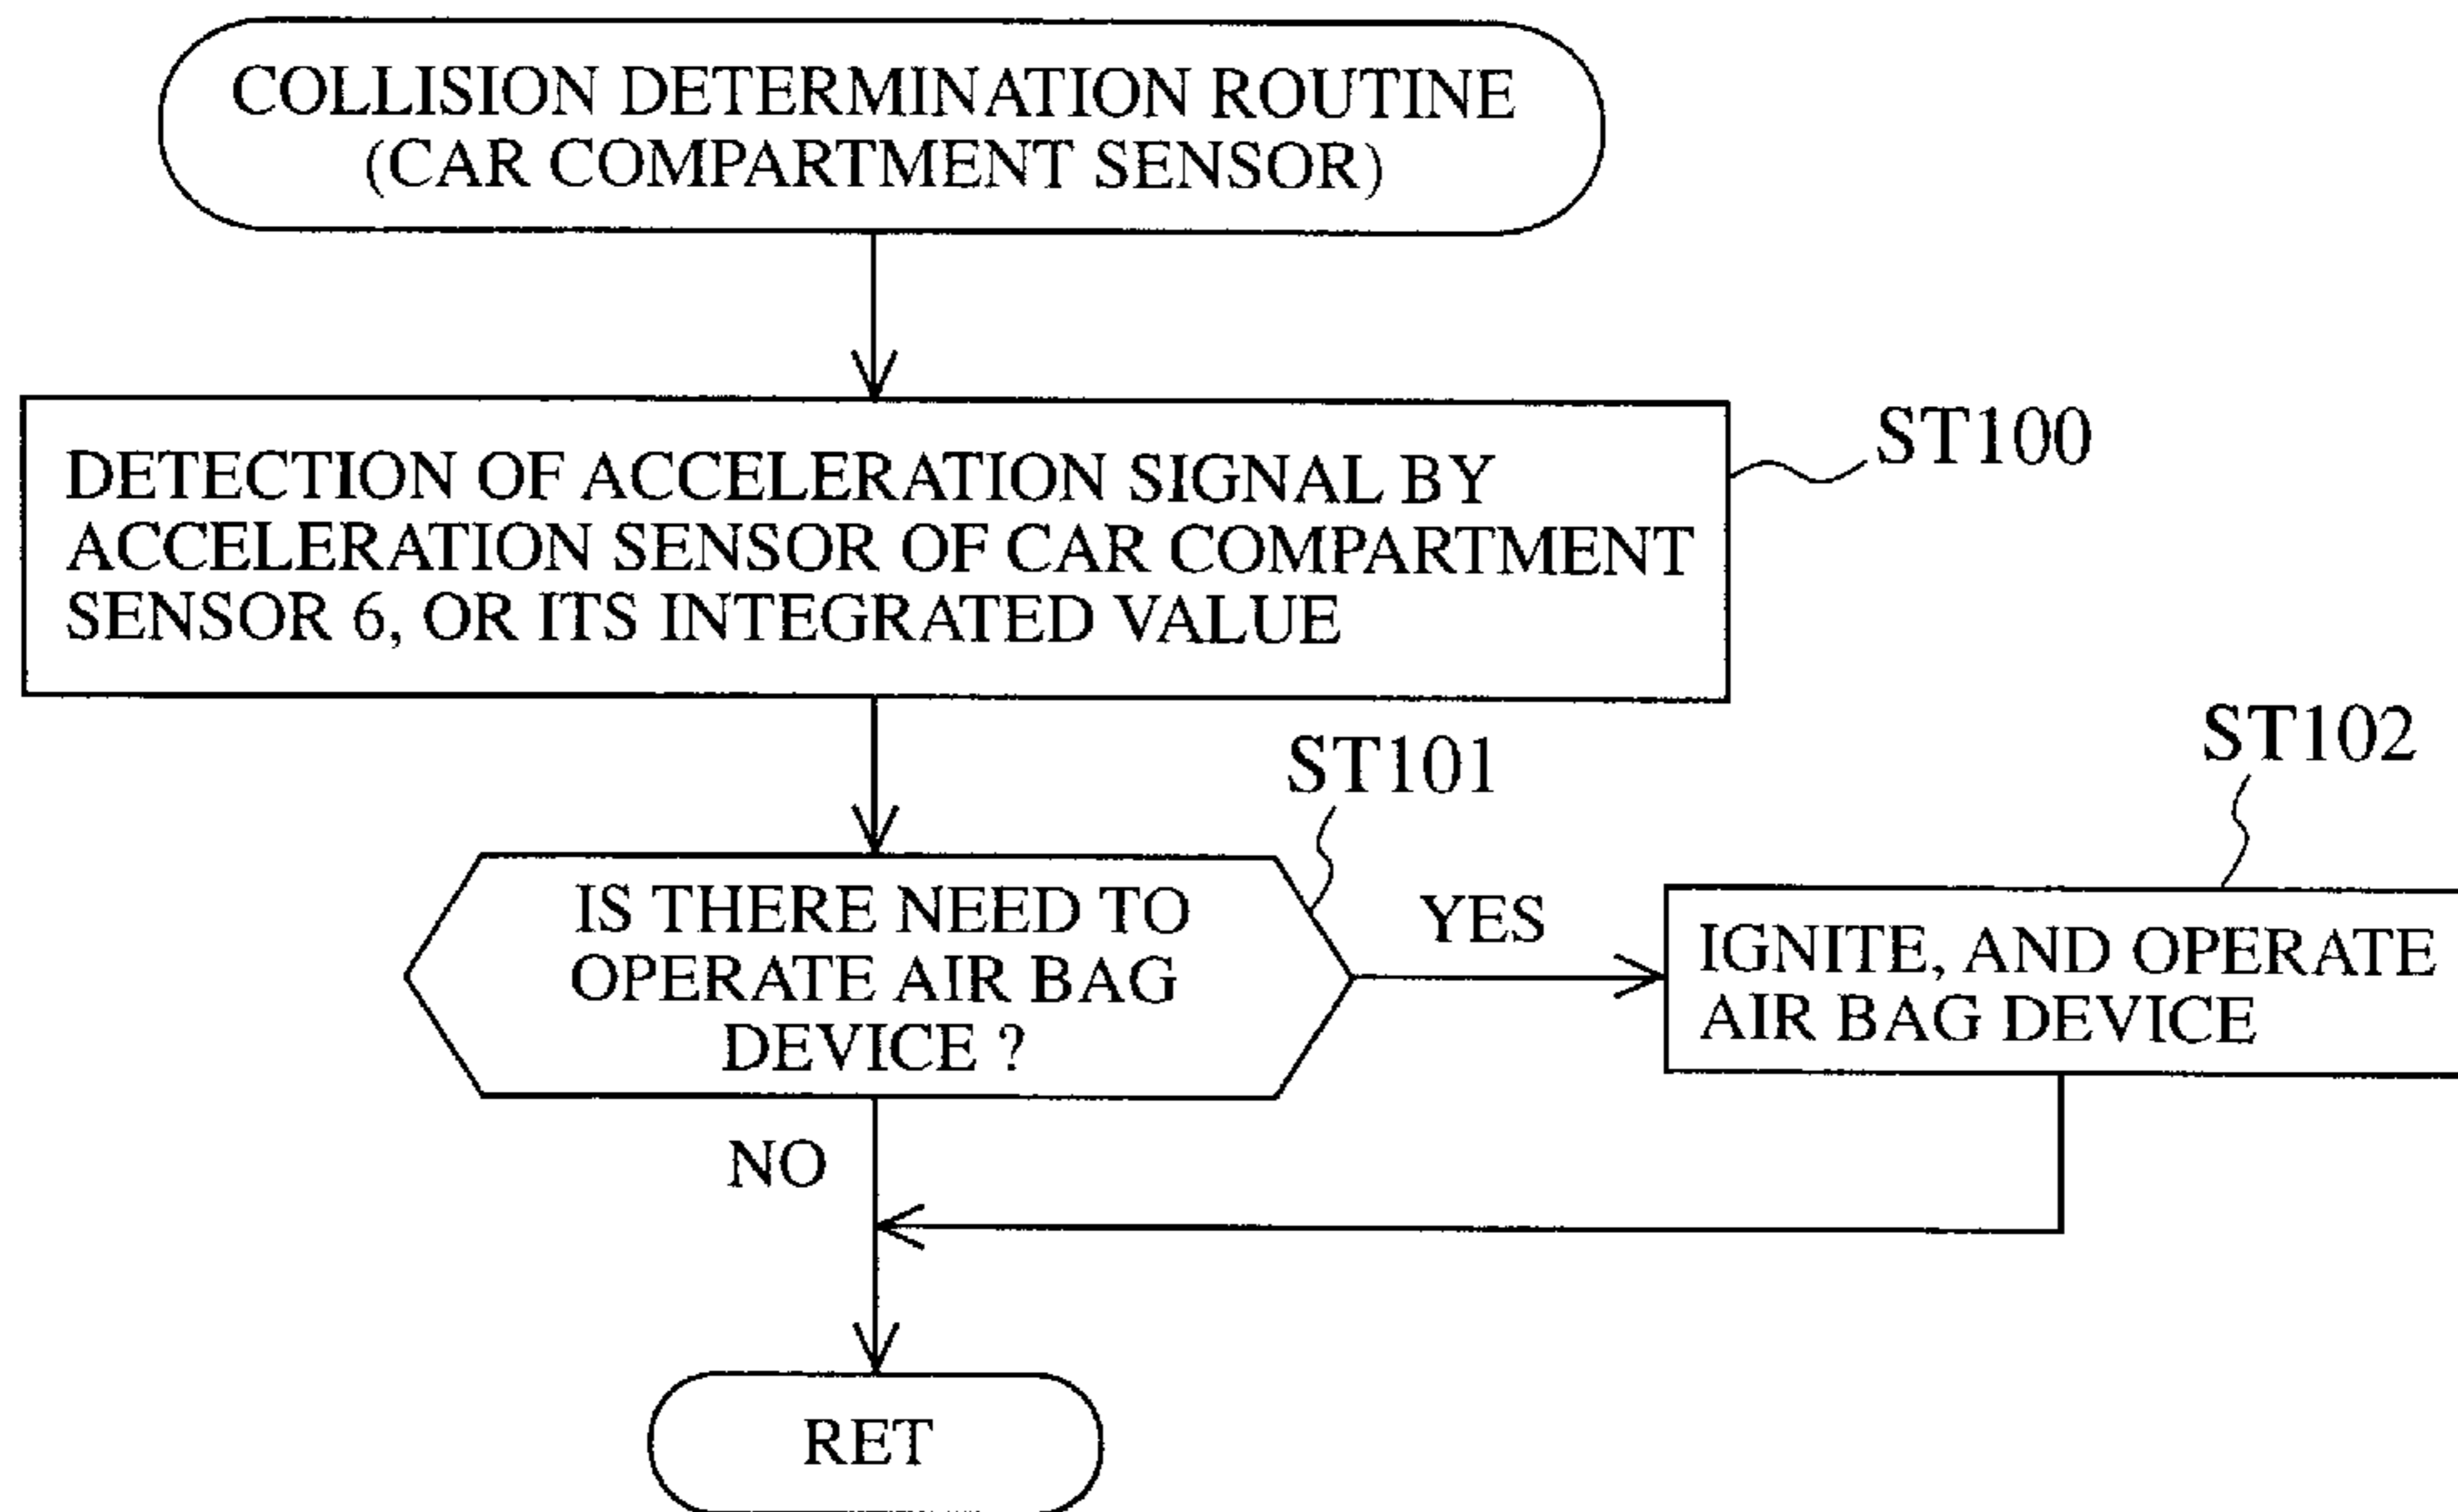 COLLISION DETERMINATION ROUTINE
(CAR COMPARTMENT SENSOR)
DETECTION OF ACCELERATION SIGNAL BY
ACCELERATION SENSOR OF CAR COMPARTMENT
SENSOR 6, OR ITS INTEGRATED VALUE
ST100
ST101
ST102
IS THERE NEED TO
OPERATE AIR BAG
DEVICE ?
YES
IGNITE, AND OPERATE
AIR BAG DEVICE
NO
RET